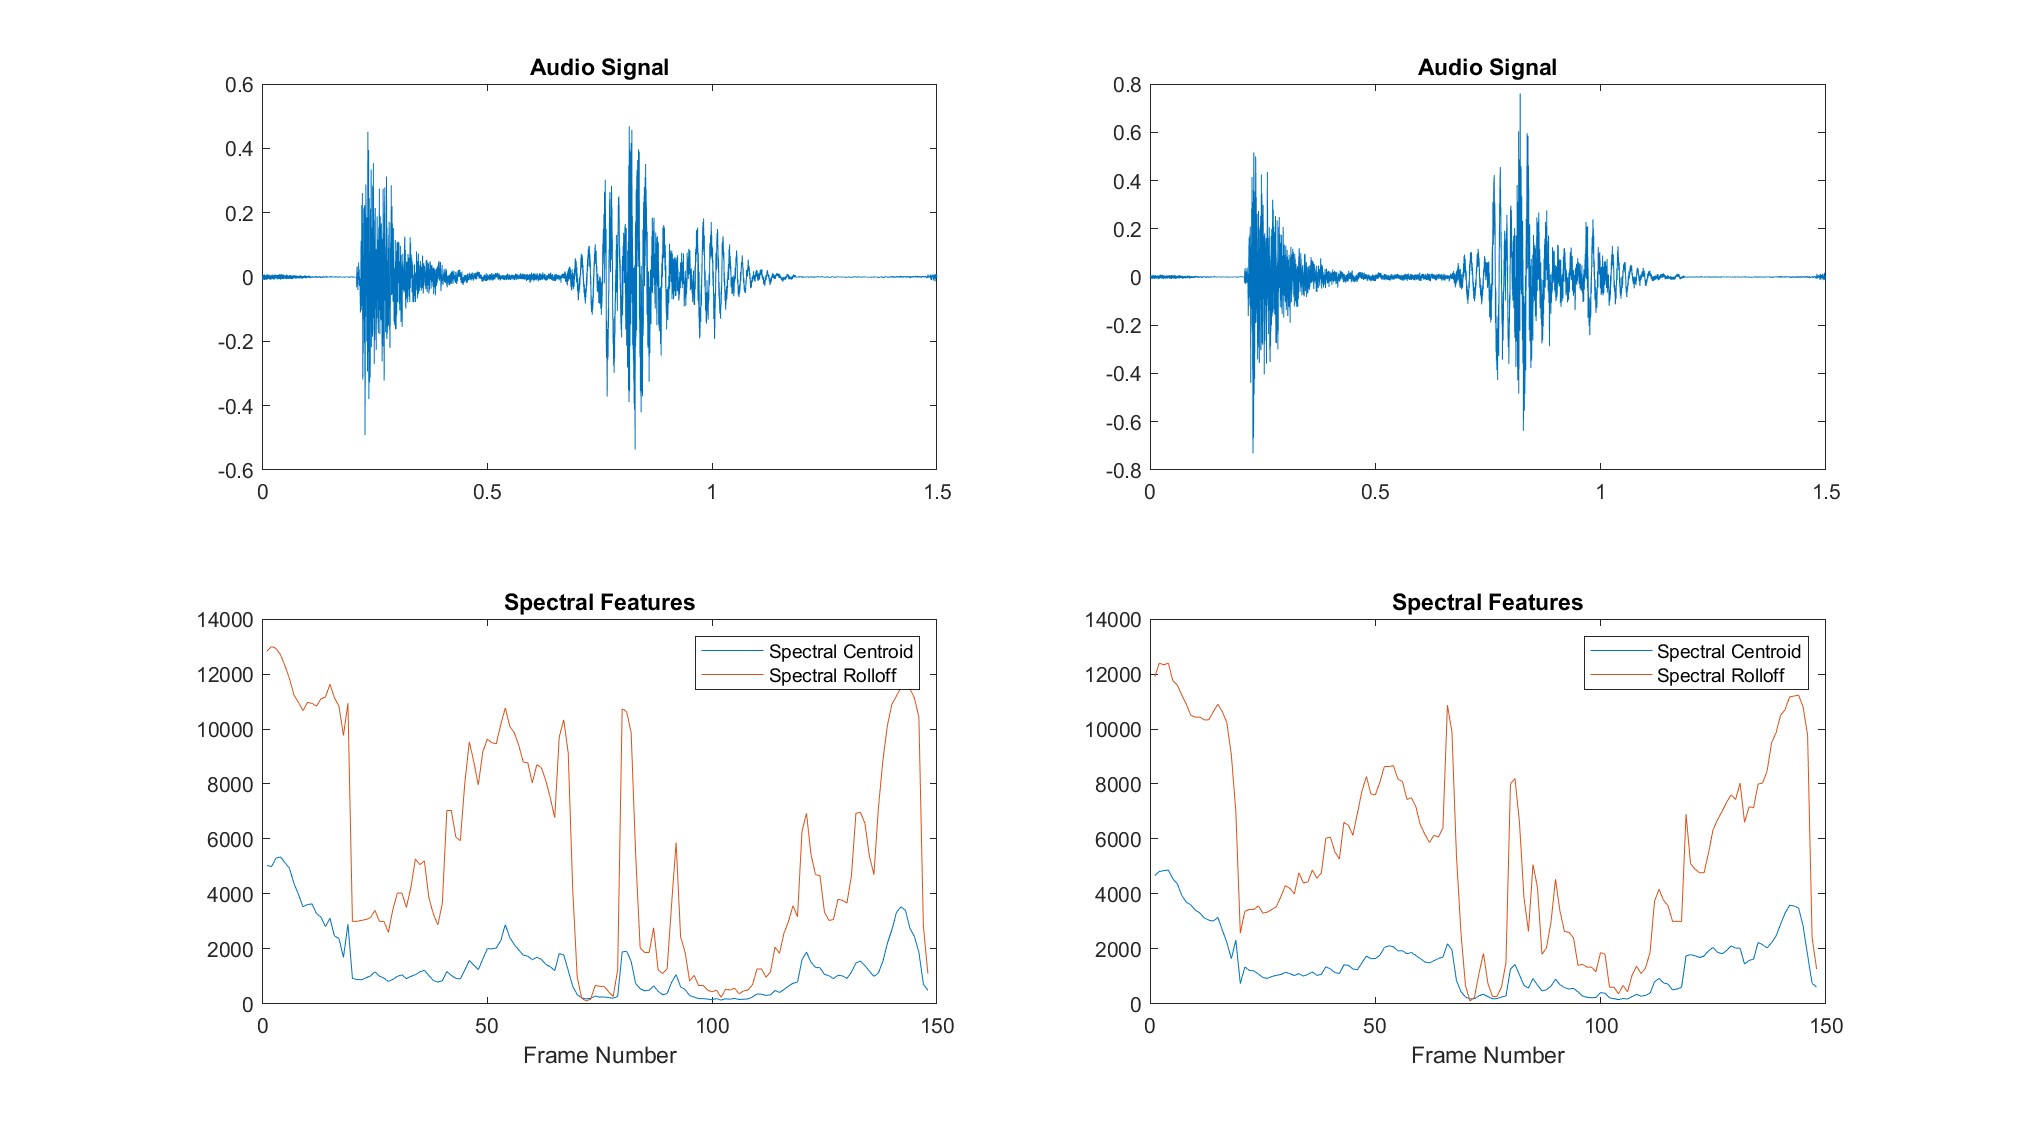 Audio Signal
0.6
0.4
0.2
0
-0.2
-0.4
-0.6
0 0.5 1 1.5
Audio Signal
0.8
0.6
0.4
0.2
0
-0.2
-0.4
-0.6
-0.8
0 0.5 1 1.5
Spectral Features
14000
12000
10000
8000
6000
4000
2000
0
Spectral Centroid
Spectral Rolloff
0 50 100 150
Frame Number
Spectral Features
14000
12000
10000
8000
6000
4000
2000
0
Spectral Centroid
Spectral Rolloff
0 50 100 150
Frame Number